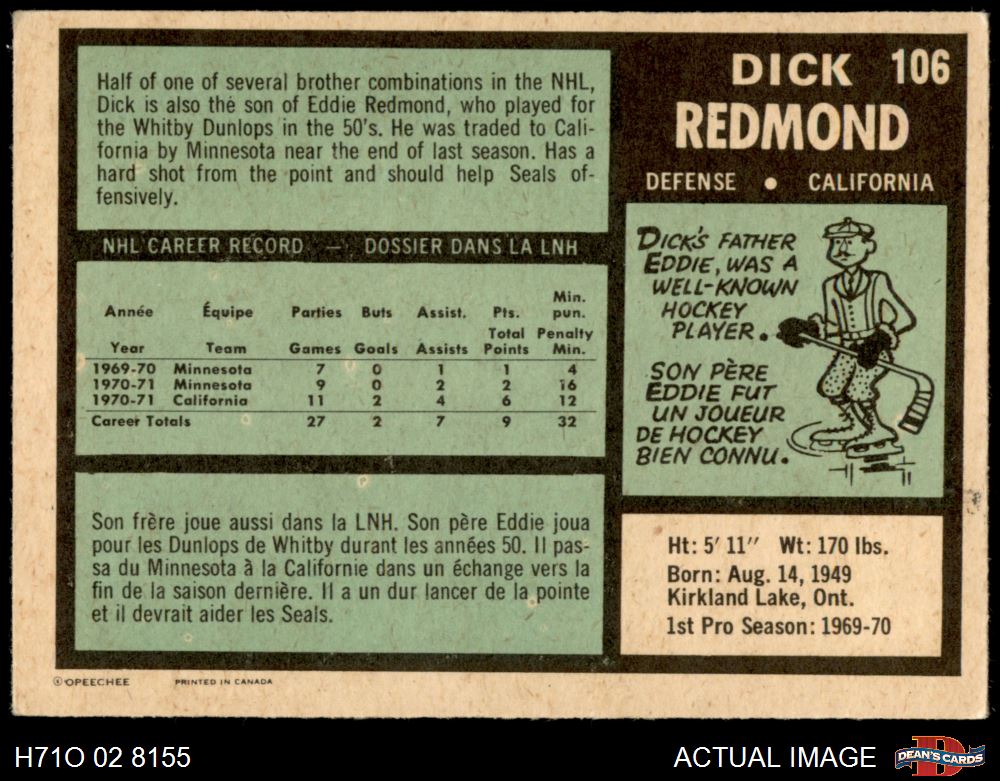 Half of one of several brother combinations in the NHL,
Dick is also the son of Eddie Redmond, who played for
the Whitby Dunlops in the 50's. He was traded to Cali-
fornia by Minnesota near the end of last season. Has a
hard shot from the point and should help Seals of-
fensively.
DICK 106
REDMOND
DEFENSE • CALIFORNIA
NHL CAREER RECORD — DOSSIER DANS LA LNH
Année Équipe Parties Buts Assist. Pts. Min. pun.
Year Team Games Goals Assists Total Points Penalty Min.
1969-70 Minnesota 7 0 1 1 4
1970-71 Minnesota 9 0 2 2 16
1970-71 California 11 2 4 6 12
Career Totals 27 2 7 9 32
DICK'S FATHER
EDDIE, WAS A
WELL-KNOWN
HOCKEY
PLAYER.
SON PÈRE
EDDIE FUT
UN JOUEUR
DE HOCKEY
BIEN CONNU.
Son frère joue aussi dans la LNH. Son père Eddie joua
pour les Dunlops de Whitby durant les années 50. Il pas-
sa du Minnesota à la Californie dans un échange vers la
fin de la saison dernière. Il a un dur lancer de la pointe
et il devrait aider les Seals.
Ht: 5' 11" Wt: 170 lbs.
Born: Aug. 14, 1949
Kirkland Lake, Ont.
1st Pro Season: 1969-70
© OPEECHEE PRINTED IN CANADA
H71O 02 8155
ACTUAL IMAGE
D
DEAN'S CARDS